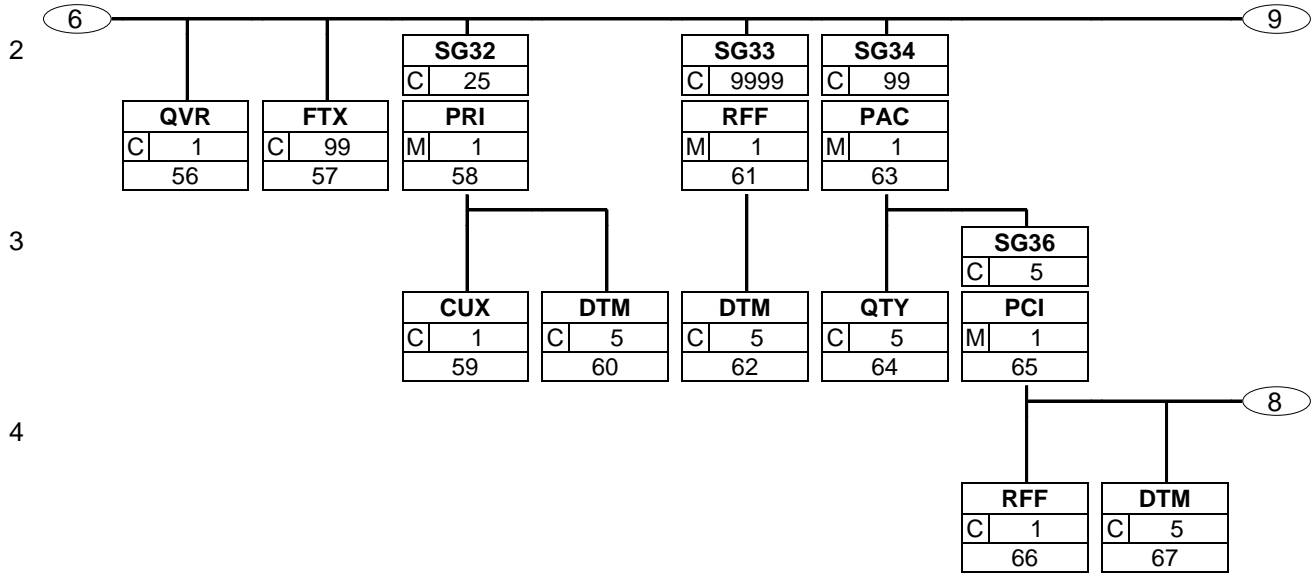 6 9
2 SG32 SG33 SG34
C 25 C 9999 C 99
QVR FTX PRI RFF PAC
C 1 C 99 M 1 M 1 M 1
56 57 58 61 63
3 SG36
C 5
CUX DTM DTM QTY PCI
C 1 C 5 C 5 C 5 M 1
59 60 62 64 65
8
4
RFF DTM
C 1 C 5
66 67